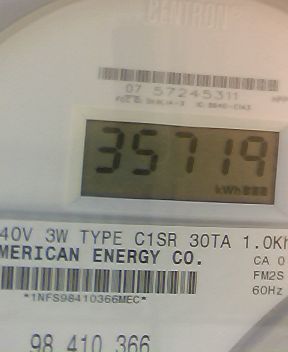 CENTRON
07 57245311
35719
kWh
40V 3W TYPE C1SR 30TA 1.0Kh
MERICAN ENERGY CO.
CA 0
FM2S
60Hz
*1NFS98410366MEC*
98 410 366